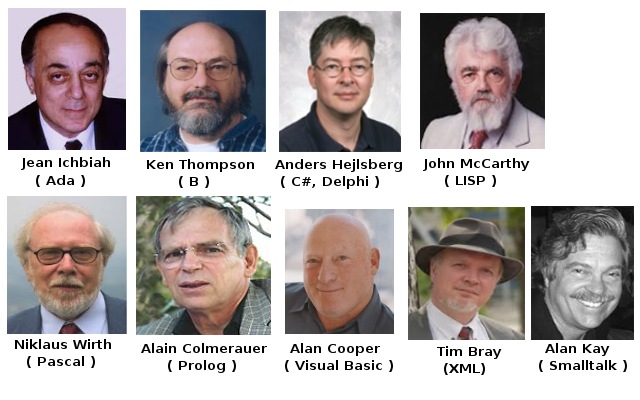 Jean Ichbiah
( Ada )
Ken Thompson
( B )
Anders Hejlsberg
( C#, Delphi )
John McCarthy
( LISP )
Niklaus Wirth
( Pascal )
Alain Colmerauer
( Prolog )
Alan Cooper
( Visual Basic )
Tim Bray
(XML)
Alan Kay
( Smalltalk )